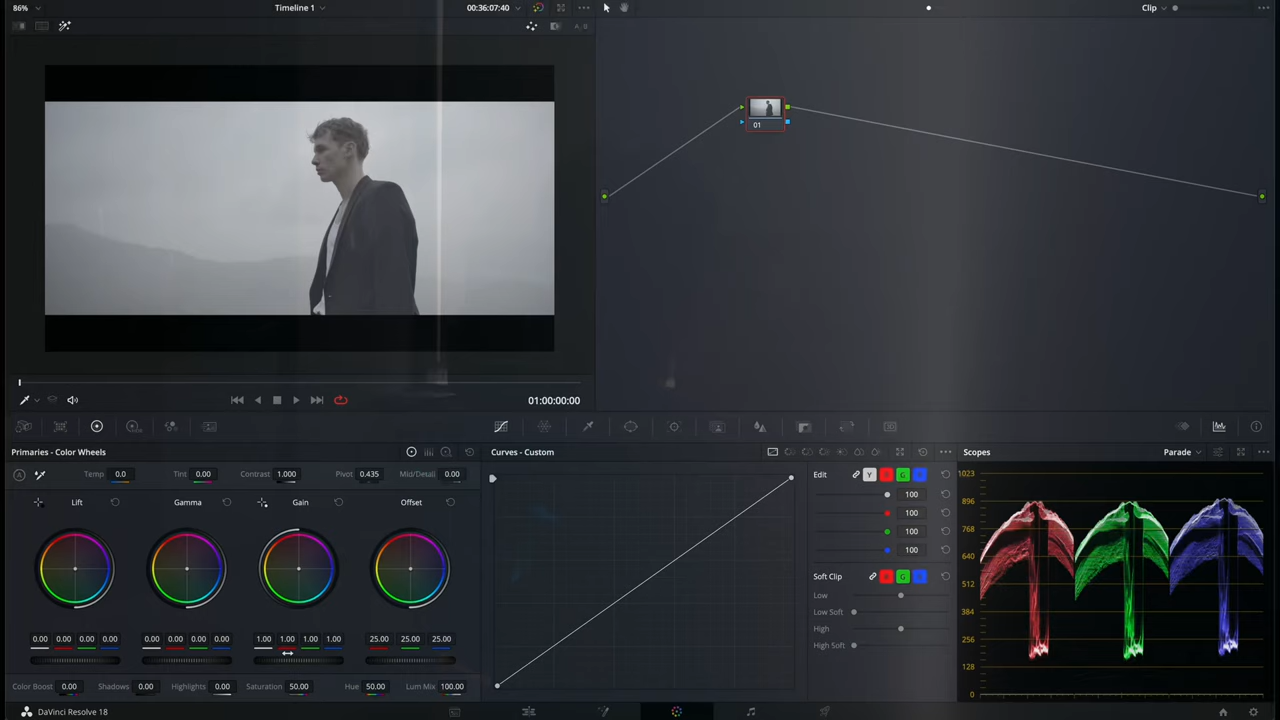 86% Timeline 1 00:36:07:40 Clip
01
01:00:00:00
Primaries - Color Wheels Curves - Custom Scopes Parade
Temp 0.0 Tint 0.00 Contrast 1.000 Pivot 0.435 Mid/Detail 0.00 Edit Y 1023
Lift Gamma Gain Offset 100 896
100 768
100 640
100 512
Soft Clip 384
Low
Low Soft
High 256
0.00 0.00 0.00 0.00 0.00 0.00 0.00 0.00 1.00 1.00 1.00 1.00 25.00 25.00 25.00 High Soft 128
Color Boost 0.00 Shadows 0.00 Highlights 0.00 Saturation 50.00 Hue 50.00 Lum Mix 100.00 0
DaVinci Resolve 18